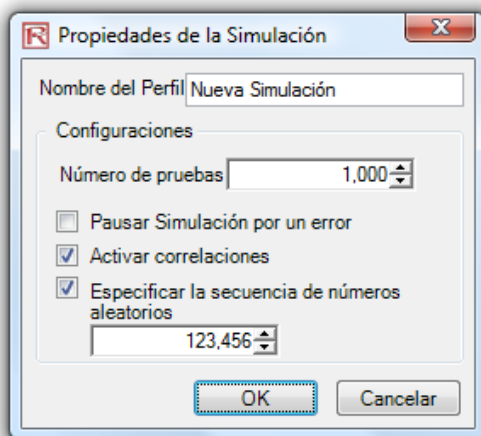 Propiedades de la Simulación
Nombre del Perfil Nueva Simulación
Configuraciones
Número de pruebas 1,000
Pausar Simulación por un error
Activar correlaciones
Especificar la secuencia de números
aleatorios
123,456
OK Cancelar